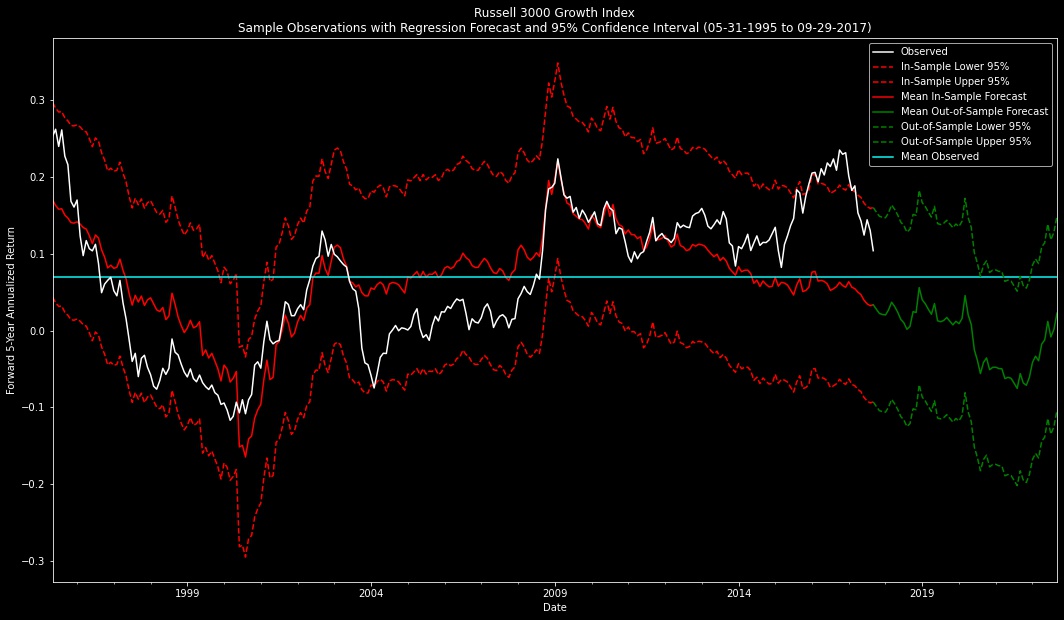 Russell 3000 Growth Index
Sample Observations with Regression Forecast and 95% Confidence Interval (05-31-1995 to 09-29-2017)
Observed
In-Sample Lower 95%
In-Sample Upper 95%
Mean In-Sample Forecast
Mean Out-of-Sample Forecast
Out-of-Sample Lower 95%
Out-of-Sample Upper 95%
Mean Observed
Forward 5-Year Annualized Return
0.3
0.2
0.1
0.0
−0.1
−0.2
−0.3
1999
2004
2009
2014
2019
Date